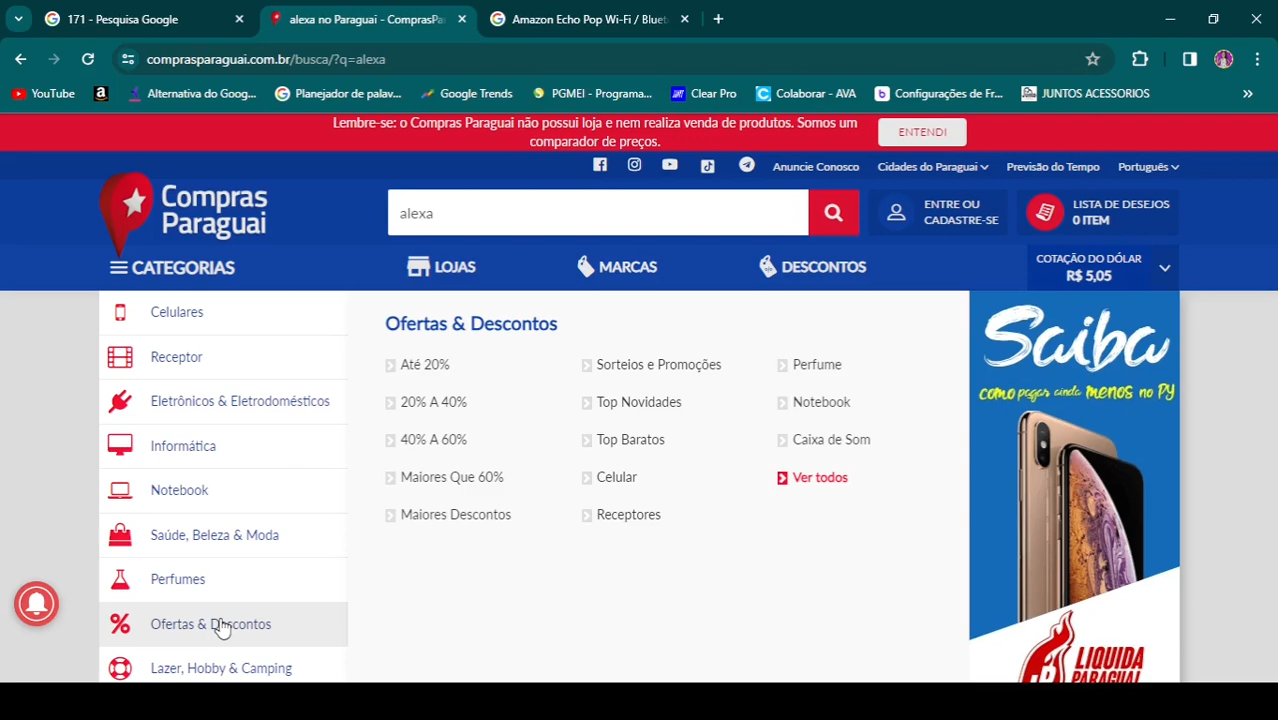 171 - Pesquisa Google
alexa no Paraguai - ComprasPa
Amazon Echo Pop Wi-Fi / Blueto
comprasparaguai.com.br/busca/?q=alexa
YouTube
Alternativa do Goog...
Planejador de palav...
Google Trends
PGMEI - Programa...
Clear Pro
Colaborar - AVA
Configurações de Fr...
JUNTOS ACESSORIOS
Lembre-se: o Compras Paraguai não possui loja e nem realiza venda de produtos. Somos um
comparador de preços.
ENTENDI
Anuncie Conosco
Cidades do Paraguai
Previsão do Tempo
Português
Compras
Paraguai
alexa
ENTRE OU
CADASTRE-SE
LISTA DE DESEJOS
0 ITEM
CATEGORIAS
LOJAS
MARCAS
DESCONTOS
COTAÇÃO DO DÓLAR
R$ 5,05
Celulares
Receptor
Eletrônicos & Eletrodomésticos
Informática
Notebook
Saúde, Beleza & Moda
Perfumes
Ofertas & Descontos
Lazer, Hobby & Camping
Ofertas & Descontos
Até 20%
20% A 40%
40% A 60%
Maiores Que 60%
Maiores Descontos
Sorteios e Promoções
Top Novidades
Top Baratos
Celular
Receptores
Perfume
Notebook
Caixa de Som
Ver todos
Saiba
como pagar ainda menos no PY
LIQUIDA
PARAGUAI